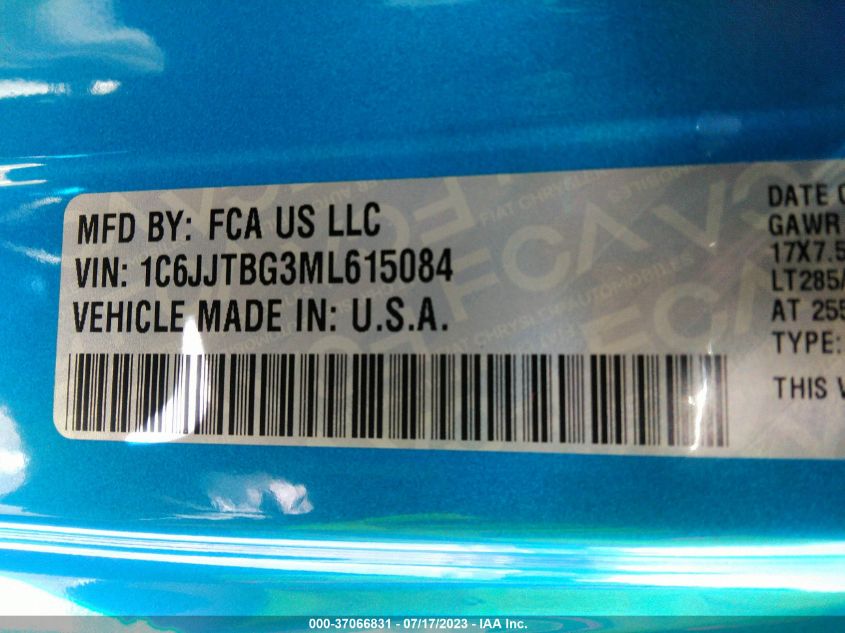 MFD BY: FCA US LLC
VIN: 1C6JJTBG3ML615084
VEHICLE MADE IN: U.S.A.
DATE
GAWR
17X7.5
LT285/
AT 255
TYPE:
THIS
000-37066831 - 07/17/2023 - IAA Inc.